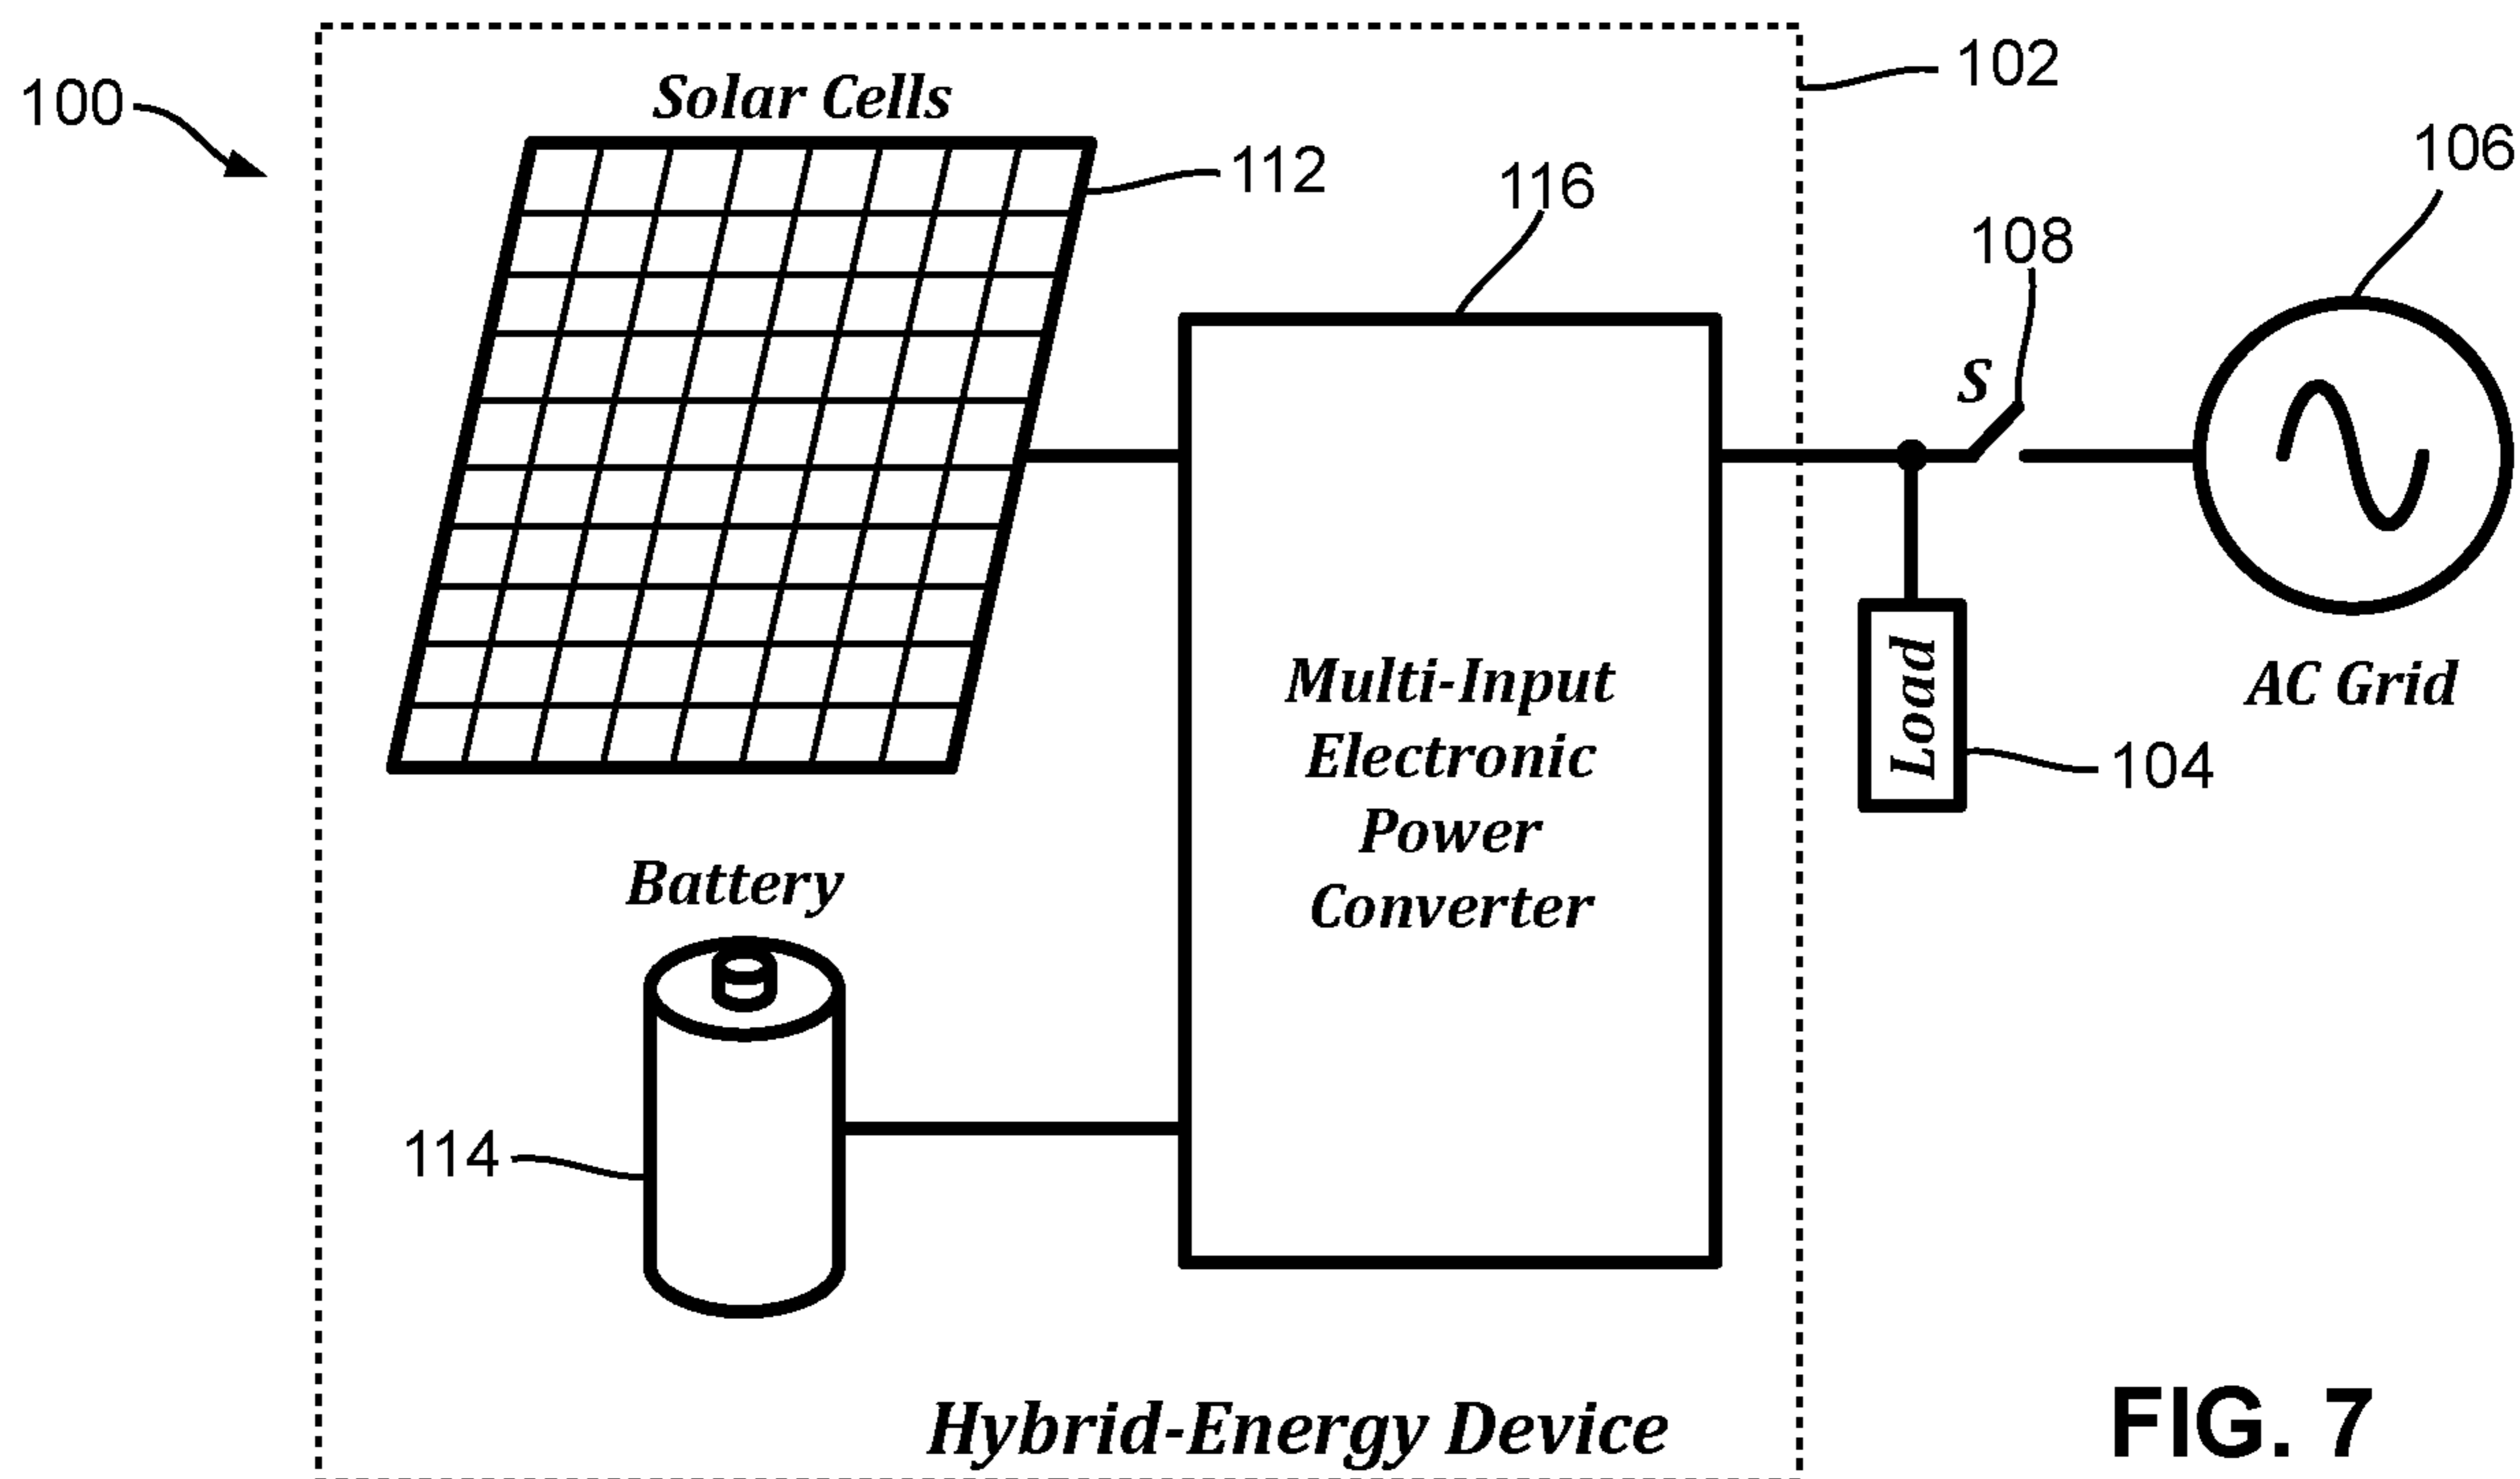 100
Solar Cells
102
112
116
108
106
S
Load
AC Grid
104
Multi-Input
Electronic
Power
Converter
Battery
114
Hybrid-Energy Device
FIG. 7